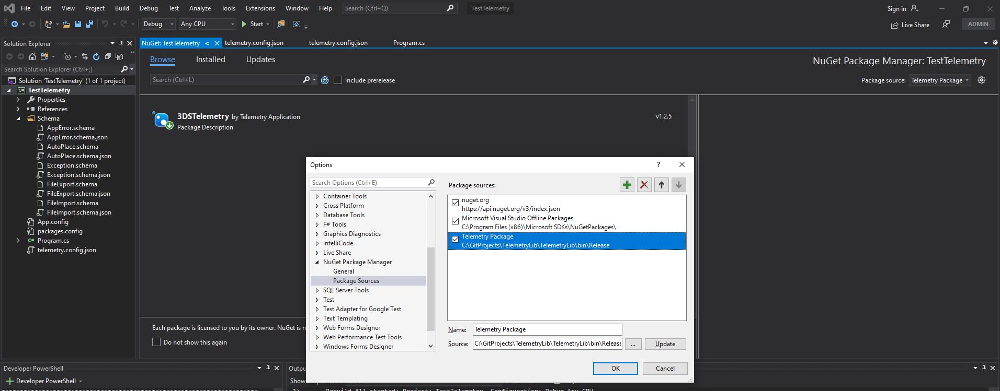 File Edit View Project Build Debug Test Analyze Tools Extensions Window Help Search (Ctrl+Q) TestTelemetry Sign in
Debug Any CPU Start Live Share ADMIN
Solution Explorer
Search Solution Explorer (Ctrl+;)
Solution 'TestTelemetry' (1 of 1 project)
C# TestTelemetry
Properties
References
Schema
AppError.schema
AppError.schema.json
AutoPlace.schema
AutoPlace.schema.json
Exception.schema
Exception.schema.json
FileExport.schema
FileExport.schema.json
FileImport.schema
FileImport.schema.json
App.config
packages.config
C# Program.cs
telemetry.config.json
NuGet: TestTelemetry telemetry.config.json telemetry.config.json Program.cs
Browse Installed Updates
NuGet Package Manager: TestTelemetry
Search (Ctrl+L) Include prerelease
Package source: Telemetry Package
3DSTelemetry by Telemetry Application v1.2.5
Package Description
Each package is licensed to you by its owner. NuGet is n
Do not show this again
Options ?
Search Options (Ctrl+E)
Container Tools
Cross Platform
Database Tools
F# Tools
Graphics Diagnostics
IntelliCode
Live Share
NuGet Package Manager
General
Package Sources
SQL Server Tools
Test
Test Adapter for Google Test
Text Templating
Web Forms Designer
Web Performance Test Tools
Windows Forms Designer
Package sources:
nuget.org
https://api.nuget.org/v3/index.json
Microsoft Visual Studio Offline Packages
C:\Program Files (x86)\Microsoft SDKs\NuGetPackages\
Telemetry Package
C:\GitProjects\TelemetryLib\TelemetryLib\bin\Release
Name: Telemetry Package
Source: C:\GitProjects\TelemetryLib\TelemetryLib\bin\Release ... Update
OK Cancel
Developer PowerShell
Developer PowerShell
Outpu
Show
1> Rebuild All started: Project: TestTelemetry, Configuration: Debug Any CPU